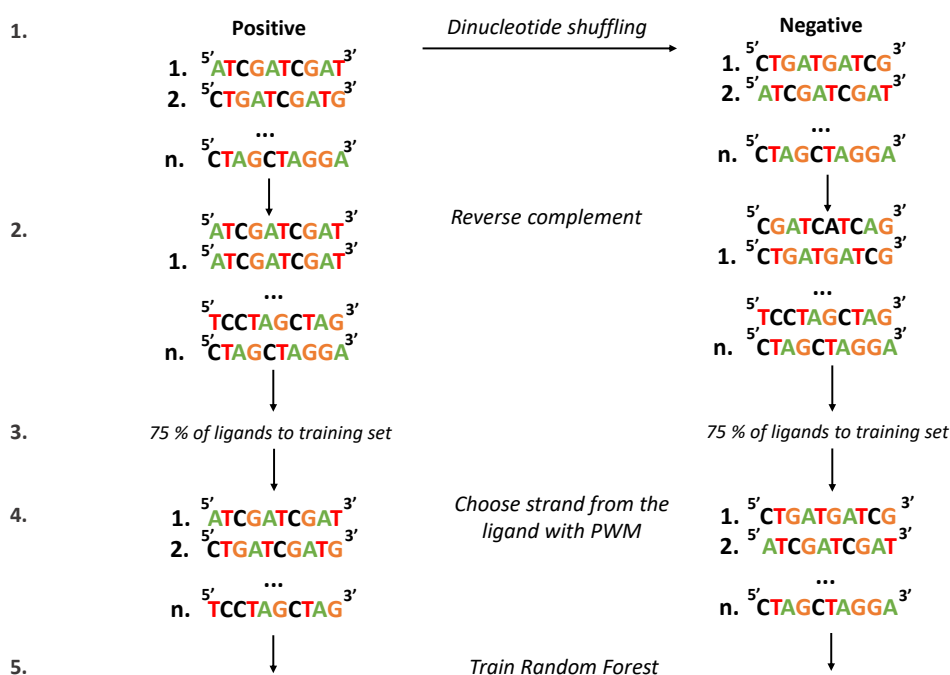 1.
Positive
Dinucleotide shuffling
Negative
1. 5’ATCGATCGAT3’
2. 5’CTGATCGATG3’
...
n. 5’CTAGCTAGGA3’
1. 5’CTGATGATCG3’
2. 5’ATCGATCGAT3’
...
n. 5’CTAGCTAGGA3’
2.
Reverse complement
5’ATCGATCGAT3’
1. 5’ATCGATCGAT3’
...
5’TCCTAGCTAG3’
n. 5’CTAGCTAGGA3’
5’CGATCATCAG3’
1. 5’CTGATGATCG3’
...
5’TCCTAGCTAG3’
n. 5’CTAGCTAGGA3’
3.
75 % of ligands to training set
75 % of ligands to training set
4.
Choose strand from the
ligand with PWM
1. 5’ATCGATCGAT3’
2. 5’CTGATCGATG3’
...
n. 5’TCCTAGCTAG3’
1. 5’CTGATGATCG3’
2. 5’ATCGATCGAT3’
...
n. 5’CTAGCTAGGA3’
5.
Train Random Forest